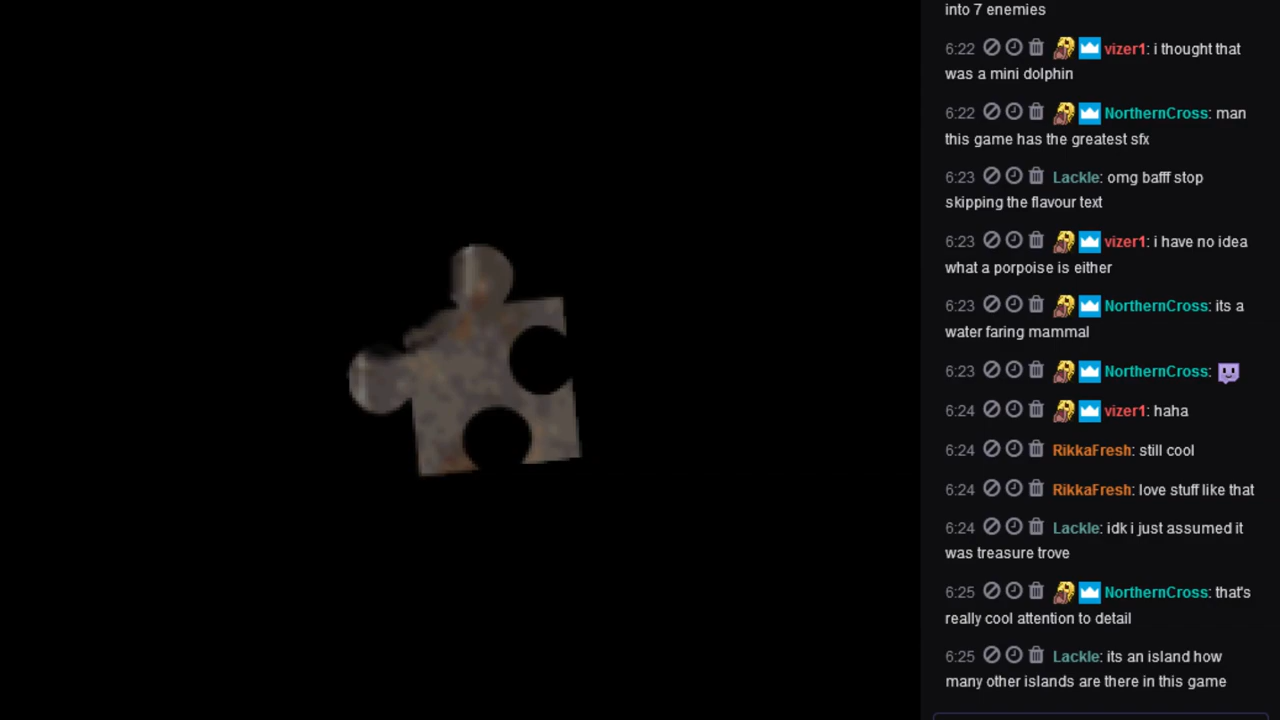 into 7 enemies
6:22 vizer1: i thought that
was a mini dolphin
6:22 NorthernCross: man
this game has the greatest sfx
6:23 Lackle: omg bafff stop
skipping the flavour text
6:23 vizer1: i have no idea
what a porpoise is either
6:23 NorthernCross: its a
water faring mammal
6:23 NorthernCross:
6:24 vizer1: haha
6:24 RikkaFresh: still cool
6:24 RikkaFresh: love stuff like that
6:24 Lackle: idk i just assumed it
was treasure trove
6:25 NorthernCross: that's
really cool attention to detail
6:25 Lackle: its an island how
many other islands are there in this game